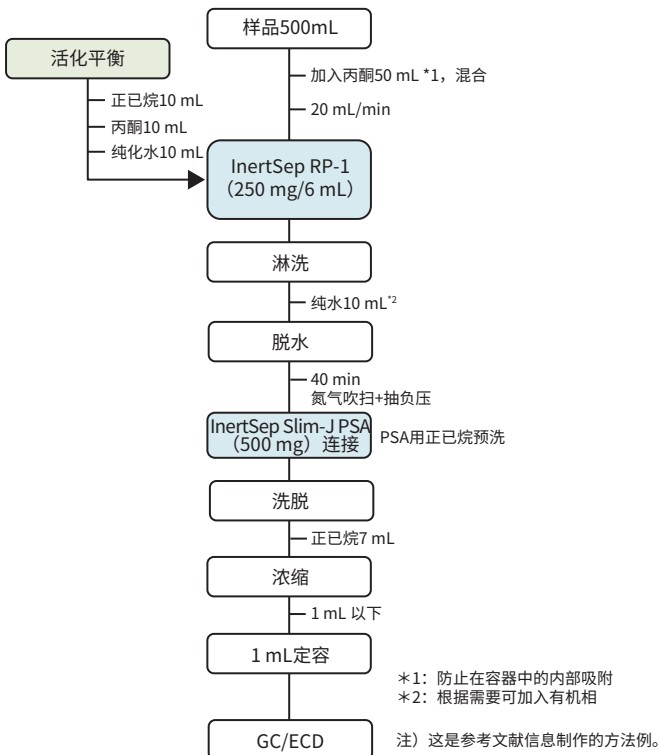 样品500mL
活化平衡
加入丙酮50 mL *1，混合
正已烷10 mL
20 mL/min
丙酮10 mL
纯化水10 mL
InertSep RP-1
（250 mg/6 mL）
淋洗
纯水10 mL*2
脱水
40 min
氮气吹扫+抽负压
InertSep Slim-J PSA
（500 mg）连接
PSA用正已烷预洗
洗脱
正已烷7 mL
浓缩
1 mL 以下
1 mL定容
＊1：防止在容器中的内部吸附
＊2：根据需要可加入有机相
GC/ECD
注）这是参考文献信息制作的方法例。